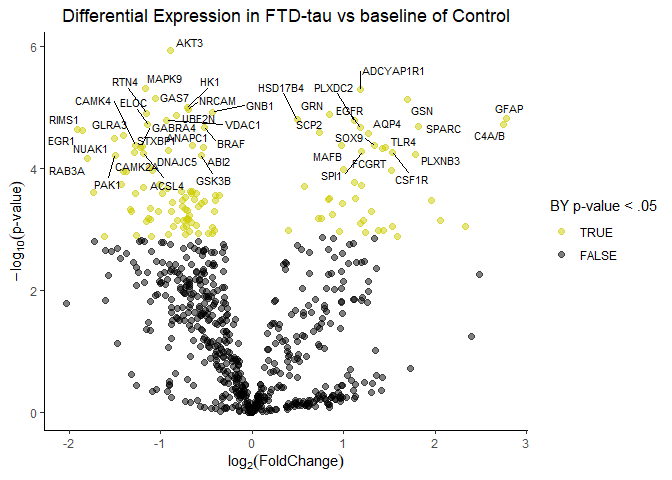 Differential Expression in FTD-tau vs baseline of Control
6
AKT3
ADCYAP1R1
RTN4 MAPK9 HK1
HSD17B4 PLXDC2
CAMK4 GAS7 NRCAM
GNB1 GRN EGFR GSN GFAP
ELOC
RIMS1 GLRA3 UBF2N VDAC1 SCP2 AQP4 SPARC
GABRA4
EGR1 STXBP1 ANAPC1 BRAF SOX9 TLR4 C4A/B
NUAK1
MAFB PLXNB3
RAB3A CAMK2A DNAJC5 ABI2 FCGRT
4
PAK1 ACSL4 GSK3B SPI1 CSF1R
2
0
-2 -1 0 1 2 3
−log10(p-value)
log2(FoldChange)
BY p-value < .05
TRUE
FALSE